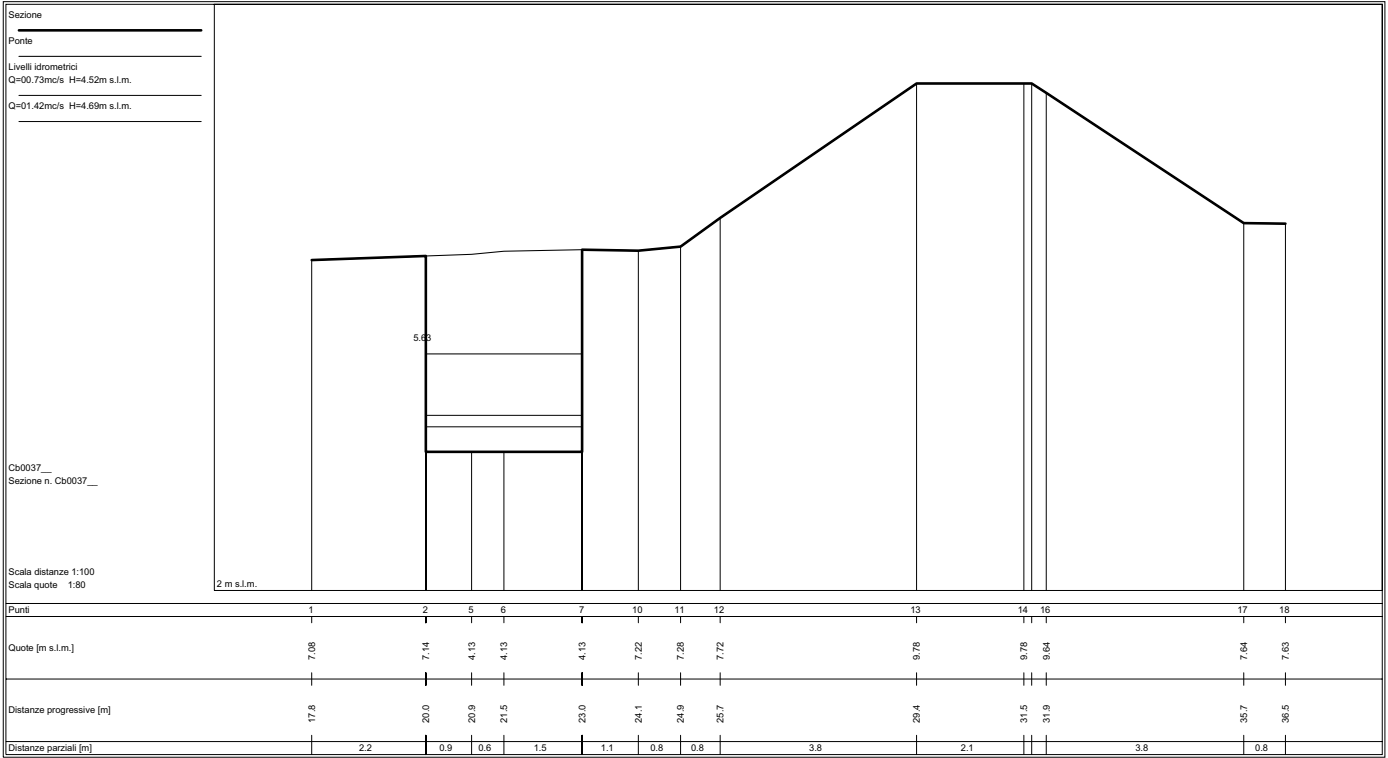 Sezione
Ponte
Livelli idrometrici
Q=00.73mc/s H=4.52m s.l.m.
Q=01.42mc/s H=4.69m s.l.m.
5.63
Cb0037__
Sezione n. Cb0037__
Scala distanze 1:100
Scala quote 1:80
2 m s.l.m.
Punti 1 2 5 6 7 10 11 12 13 14 16 17 18
Quote [m s.l.m.] 7.08 7.14 4.13 4.13 4.13 7.22 7.28 7.72 9.78 9.78 9.64 7.64 7.63
Distanze progressive [m] 17.8 20.0 20.9 21.5 23.0 24.1 24.9 25.7 29.4 31.5 31.9 35.7 36.5
Distanze parziali [m] 2.2 0.9 0.6 1.5 1.1 0.8 0.8 3.8 2.1 3.8 0.8